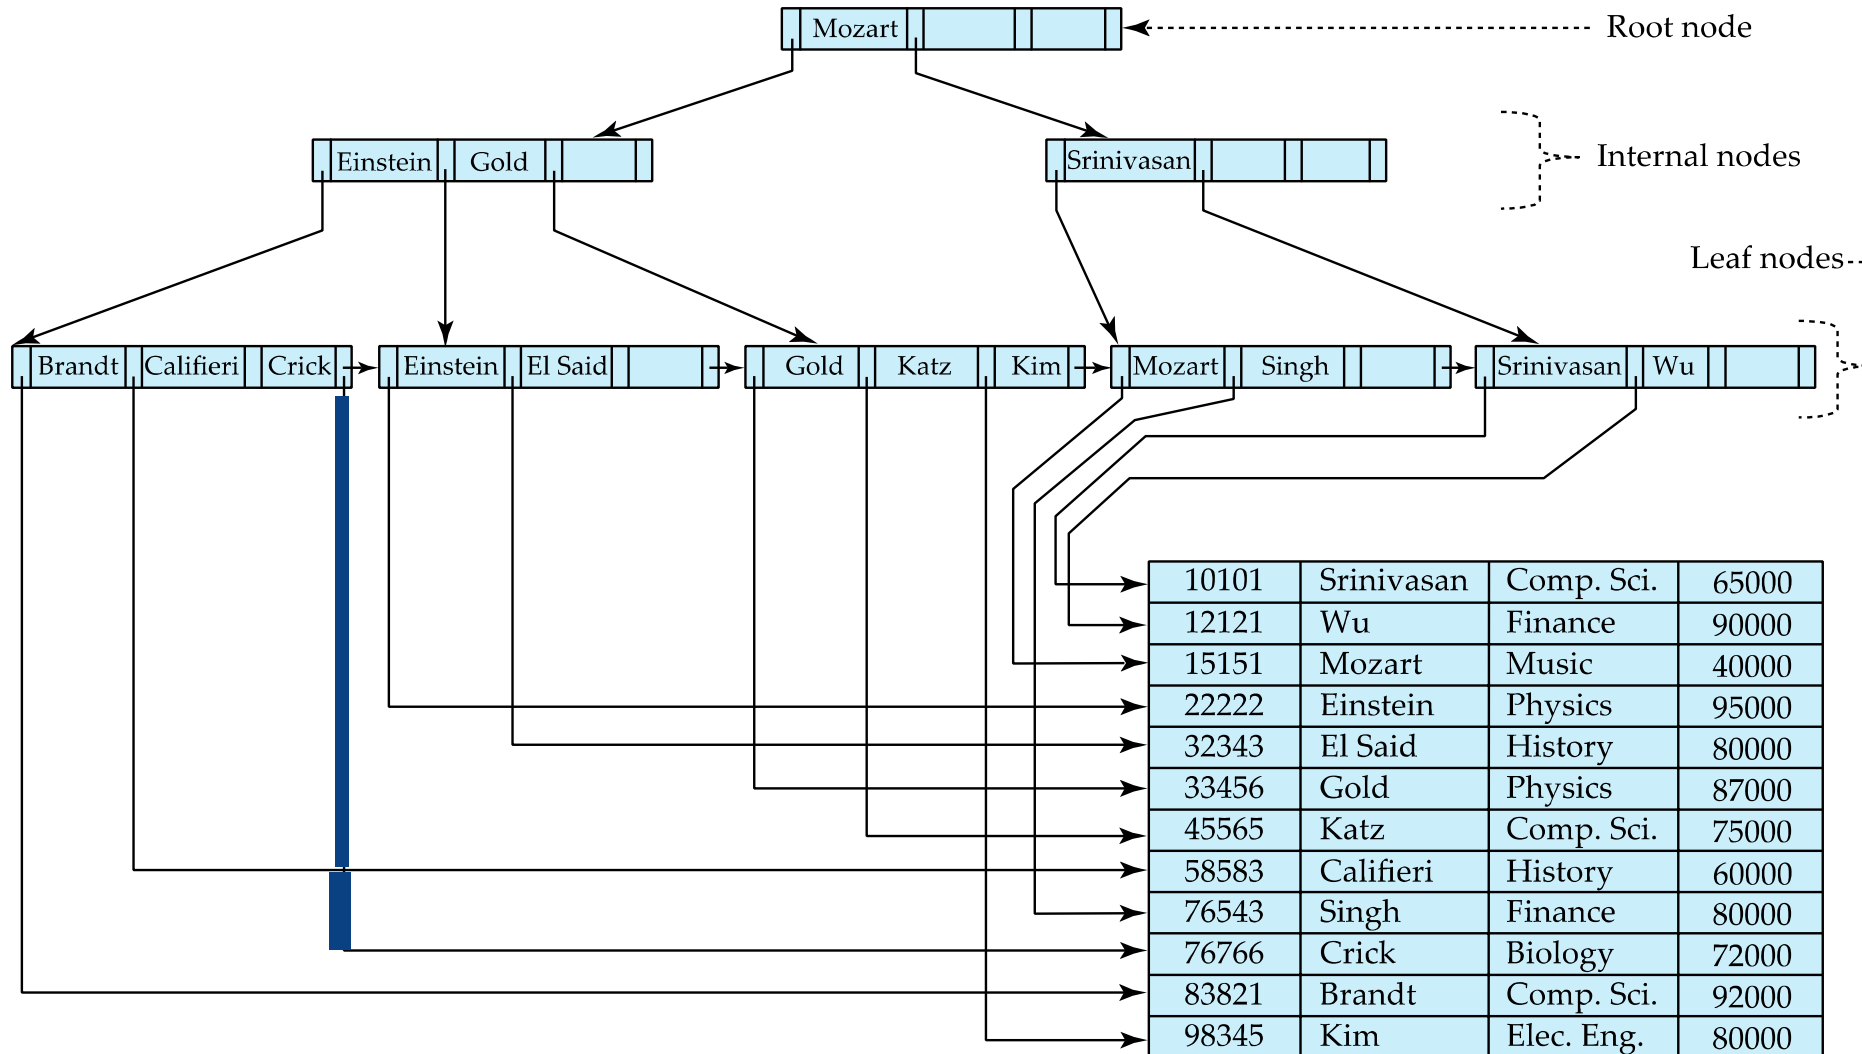 Mozart
Root node
Einstein Gold
Srinivasan
Internal nodes
Leaf nodes
Brandt Califieri Crick
Einstein El Said
Gold Katz Kim
Mozart Singh
Srinivasan Wu
10101 Srinivasan Comp. Sci. 65000
12121 Wu Finance 90000
15151 Mozart Music 40000
22222 Einstein Physics 95000
32343 El Said History 80000
33456 Gold Physics 87000
45565 Katz Comp. Sci. 75000
58583 Califieri History 60000
76543 Singh Finance 80000
76766 Crick Biology 72000
83821 Brandt Comp. Sci. 92000
98345 Kim Elec. Eng. 80000